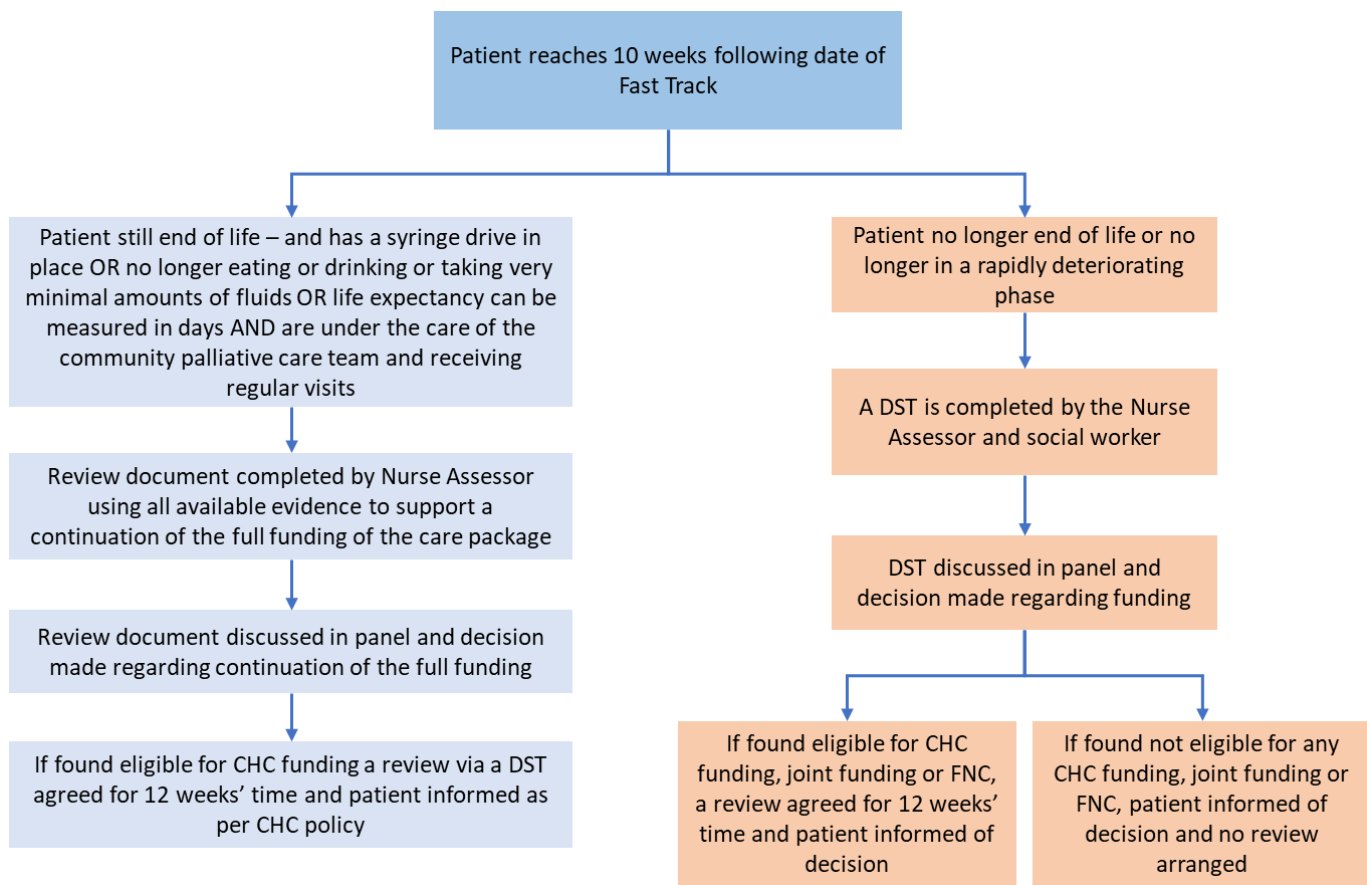 Patient reaches 10 weeks following date of
Fast Track
Patient still end of life – and has a syringe drive in
place OR no longer eating or drinking or taking very
minimal amounts of fluids OR life expectancy can be
measured in days AND are under the care of the
community palliative care team and receiving
regular visits
Review document completed by Nurse Assessor
using all available evidence to support a
continuation of the full funding of the care package
Review document discussed in panel and decision
made regarding continuation of the full funding
If found eligible for CHC funding a review via a DST
agreed for 12 weeks’ time and patient informed as
per CHC policy
Patient no longer end of life or no
longer in a rapidly deteriorating
phase
A DST is completed by the Nurse
Assessor and social worker
DST discussed in panel and
decision made regarding funding
If found eligible for CHC
funding, joint funding or FNC,
a review agreed for 12 weeks’
time and patient informed of
decision
If found not eligible for any
CHC funding, joint funding or
FNC, patient informed of
decision and no review
arranged